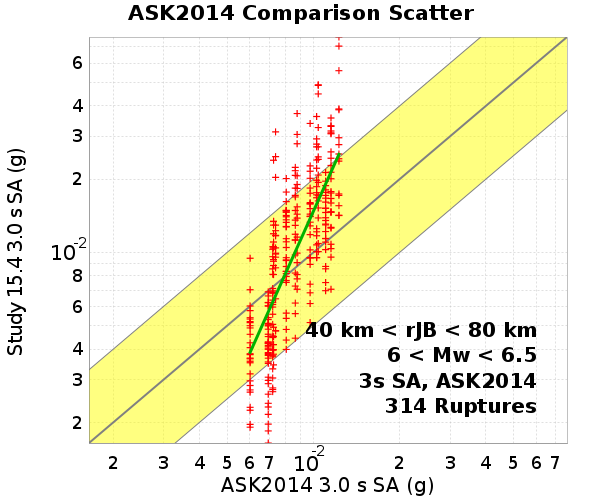 ASK2014 Comparison Scatter
Study 15.4 3.0 s SA (g)
6
4
3
2
10-2
8
6
4
3
2
40 km < rJB < 80 km
6 < Mw < 6.5
3s SA, ASK2014
314 Ruptures
2 3 4 5 6 7 10-2 2 3 4 5 6 7
ASK2014 3.0 s SA (g)